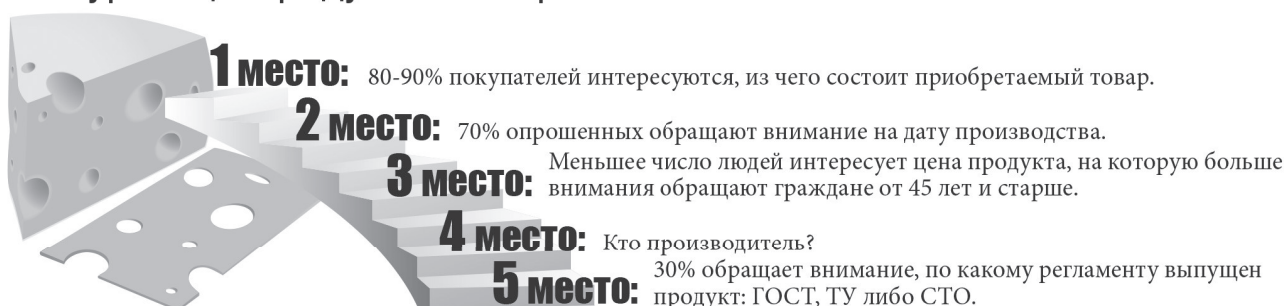 1 место: 80-90% покупателей интересуются, из чего состоит приобретаемый товар.
2 место: 70% опрошенных обращают внимание на дату производства.
3 место: Меньшее число людей интересует цена продукта, на которую больше
внимания обращают граждане от 45 лет и старше.
4 место: Кто производитель?
5 место: 30% обращает внимание, по какому регламенту выпущен
продукт: ГОСТ, ТУ либо СТО.